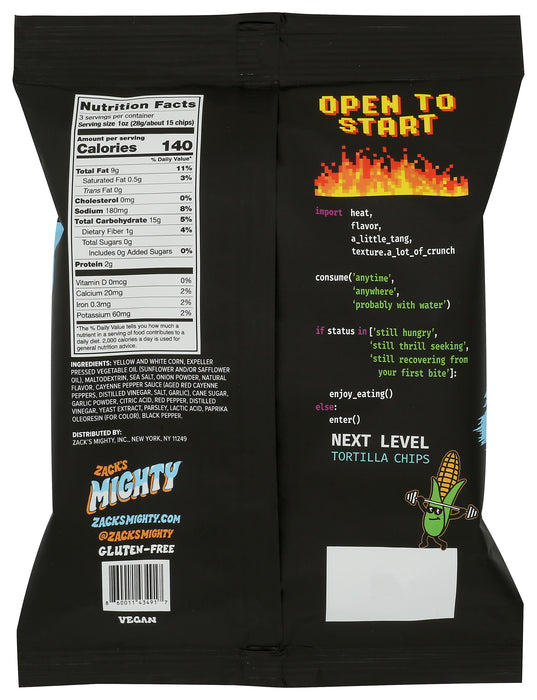 Nutrition Facts
3 servings per container
Serving size 1oz (28g/about 15 chips)
Amount per serving
Calories 140
% Daily Value*
Total Fat 9g 11%
Saturated Fat 0.5g 3%
Trans Fat 0g
Cholesterol 0mg 0%
Sodium 180mg 8%
Total Carbohydrate 15g 5%
Dietary Fiber 1g 4%
Total Sugars 0g
Includes 0g Added Sugars 0%
Protein 2g
Vitamin D 0mcg 0%
Calcium 20mg 2%
Iron 0.3mg 2%
Potassium 60mg 2%
*The % Daily Value tells you how much a
nutrient in a serving of food contributes to a
daily diet. 2,000 calories a day is used for
general nutrition advice.
INGREDIENTS: YELLOW AND WHITE CORN, EXPELLER
PRESSED VEGETABLE OIL (SUNFLOWER AND/OR SAFFLOWER
OIL), MALTODEXTRIN, SEA SALT, ONION POWDER, NATURAL
FLAVOR, CAYENNE PEPPER SAUCE (AGED RED CAYENNE
PEPPERS, DISTILLED VINEGAR, SALT, GARLIC), CANE SUGAR,
GARLIC POWDER, CITRIC ACID, RED PEPPER, DISTILLED
VINEGAR, YEAST EXTRACT, PARSLEY, LACTIC ACID, PAPRIKA
OLEORESIN (FOR COLOR), BLACK PEPPER.
DISTRIBUTED BY:
ZACK'S MIGHTY, INC., NEW YORK, NY 11249
ZACK'S
MIGHTY
ZACKSMIGHTY.COM
@ZACKSMIGHTY
GLUTEN-FREE
8 60011 43491 7
VEGAN
OPEN TO
START
import heat,
flavor,
a_little_tang,
texture.a_lot_of_crunch
consume('anytime',
'anywhere',
'probably with water')
if status in ['still hungry',
'still thrill seeking',
'still recovering from
your first bite']:
enjoy_eating()
else:
enter()
NEXT LEVEL
TORTILLA CHIPS